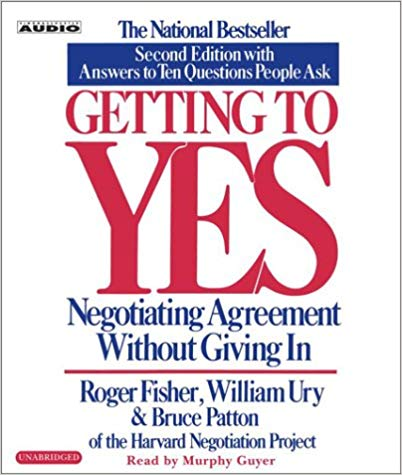 AUDIO
The National Bestseller
Second Edition with
Answers to Ten Questions People Ask
GETTING TO
YES
Negotiating Agreement
Without Giving In
Roger Fisher, William Ury
& Bruce Patton
of the Harvard Negotiation Project
UNABRIDGED
Read by Murphy Guyer